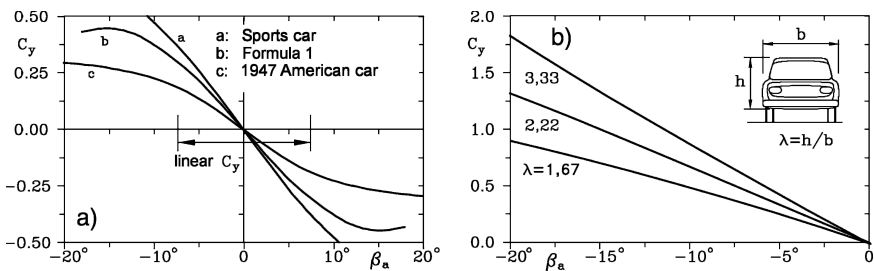 0.50
C_y
0.25
0.00
-0.25
-0.50
-20°
-10°
0
10°
20°
β_a
a)
a
b
c
a: Sports car
b: Formula 1
c: 1947 American car
linear C_y
2.0
C_y
1.5
1.0
0.5
0.0
-20°
-15°
-10°
-5°
0
β_a
b)
3,33
2,22
λ=1,67
b
h
λ=h/b